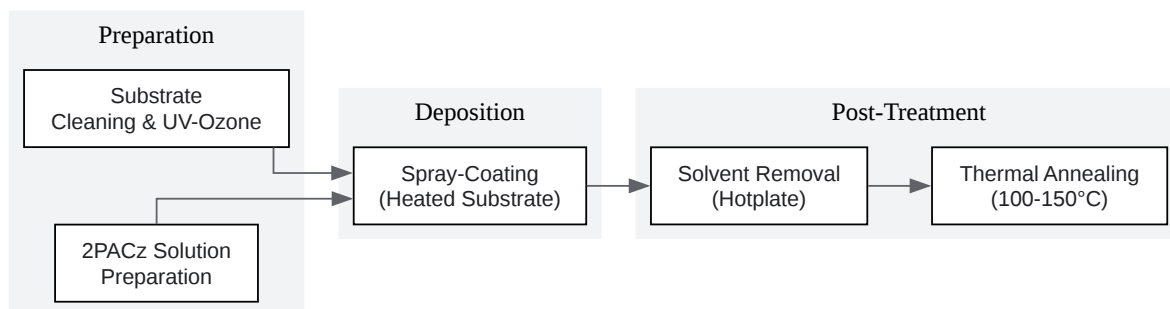 Preparation
Substrate
Cleaning & UV-Ozone
2PACz Solution
Preparation
Deposition
Spray-Coating
(Heated Substrate)
Post-Treatment
Solvent Removal
(Hotplate)
Thermal Annealing
(100-150°C)